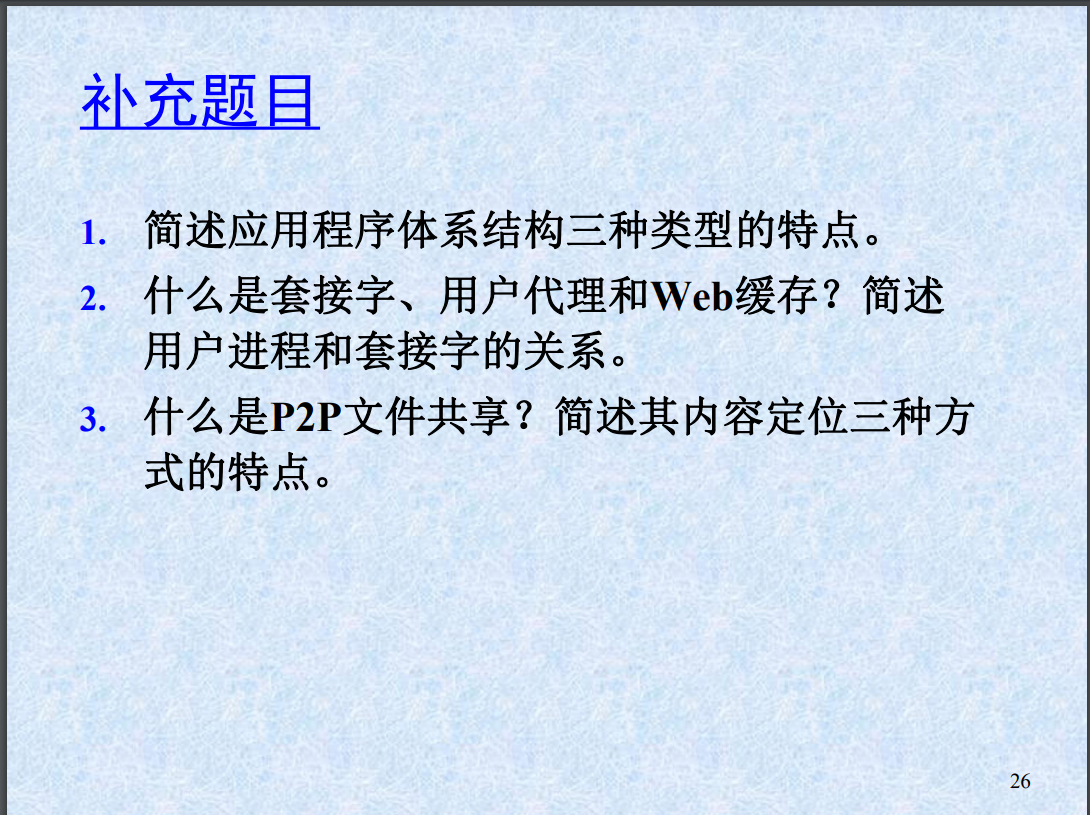 补充题目
1. 简述应用程序体系结构三种类型的特点。
2. 什么是套接字、用户代理和Web缓存？简述
用户进程和套接字的关系。
3. 什么是P2P文件共享？简述其内容定位三种方
式的特点。
26